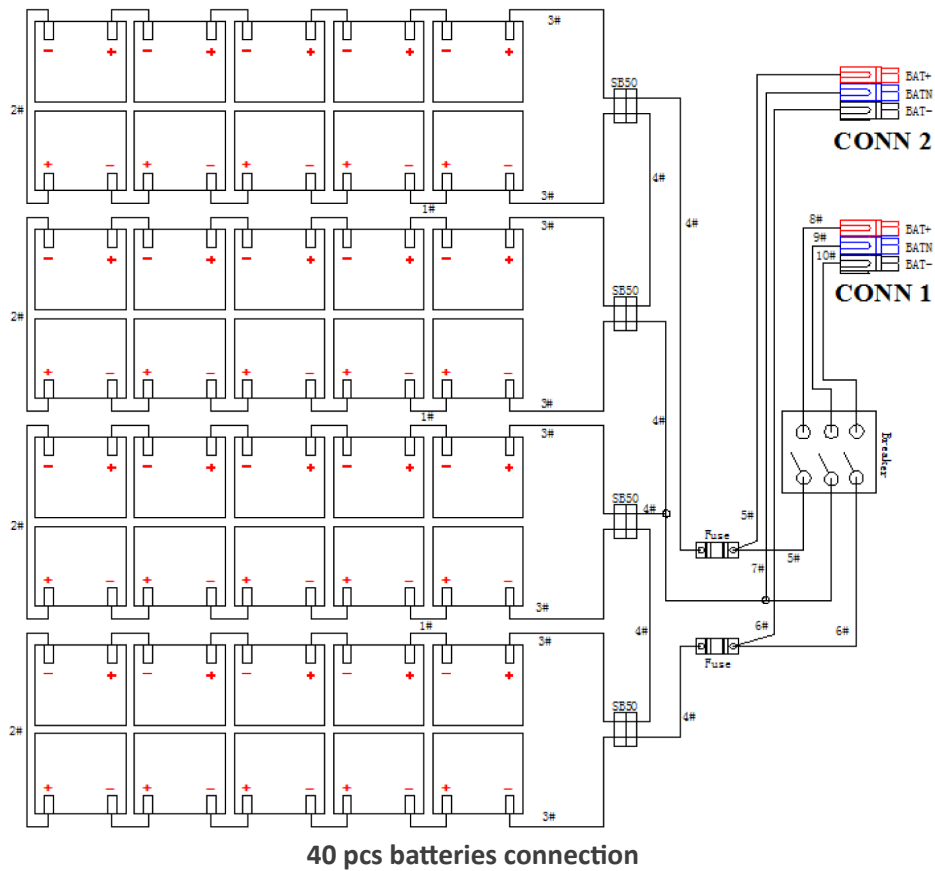 3#
- + - + - + - + - +
SB50
2#
BAT+
BATN
BAT-
CONN 2
+ - + - + - + - + -
4#
3#
1#
4#
3#
- + - + - + - + - +
8#
BAT+
9#
BATN
10#
BAT-
SB50
CONN 1
2#
+ - + - + - + - + -
3#
1#
4#
3#
- + - + - + - + - +
Breaker
SB50
4#
2#
5#
Fuse
5#
7#
+ - + - + - + - + -
3#
1#
4#
6#
6#
3#
- + - + - + - + - +
Fuse
SB50
4#
2#
+ - + - + - + - + -
3#
40 pcs batteries connection